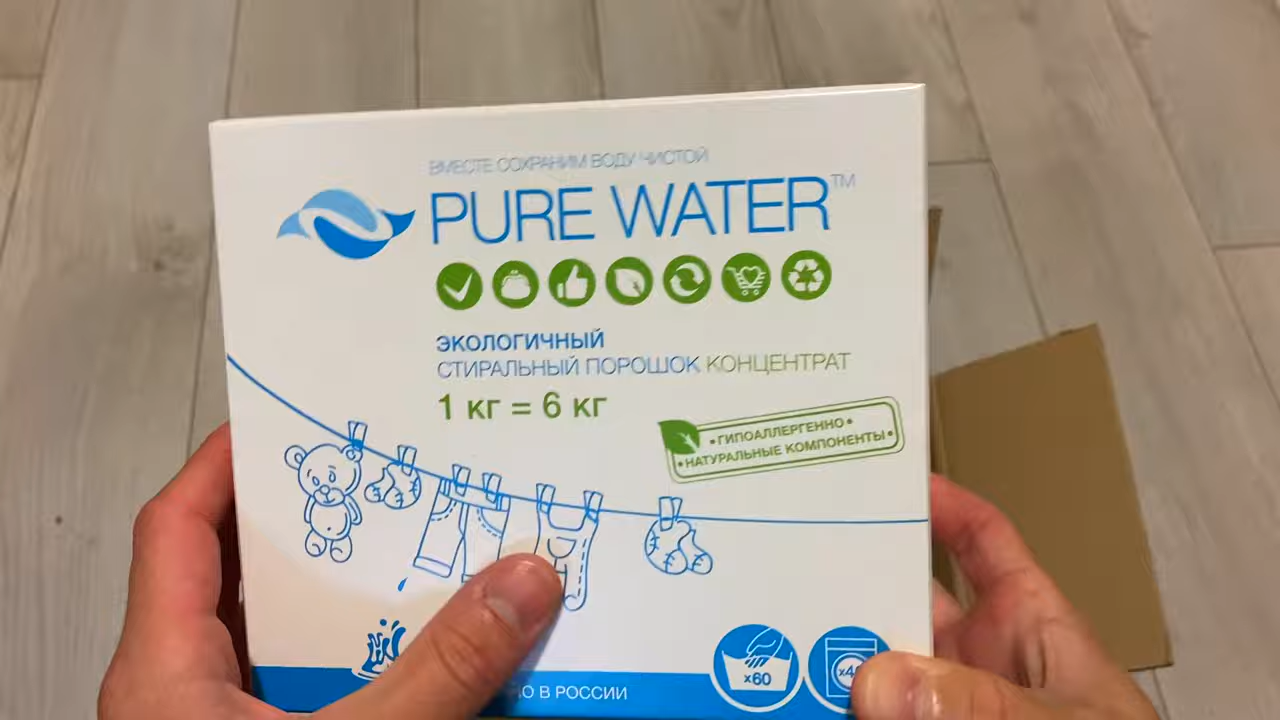 ВМЕСТЕ СОХРАНИМ ВОДУ ЧИСТОЙ
PURE WATER™
ЭКОЛОГИЧНЫЙ
СТИРАЛЬНЫЙ ПОРОШОК КОНЦЕНТРАТ
1 кг = 6 кг
•ГИПОАЛЛЕРГЕННО•
•НАТУРАЛЬНЫЕ КОМПОНЕНТЫ•
x60
В РОССИИ